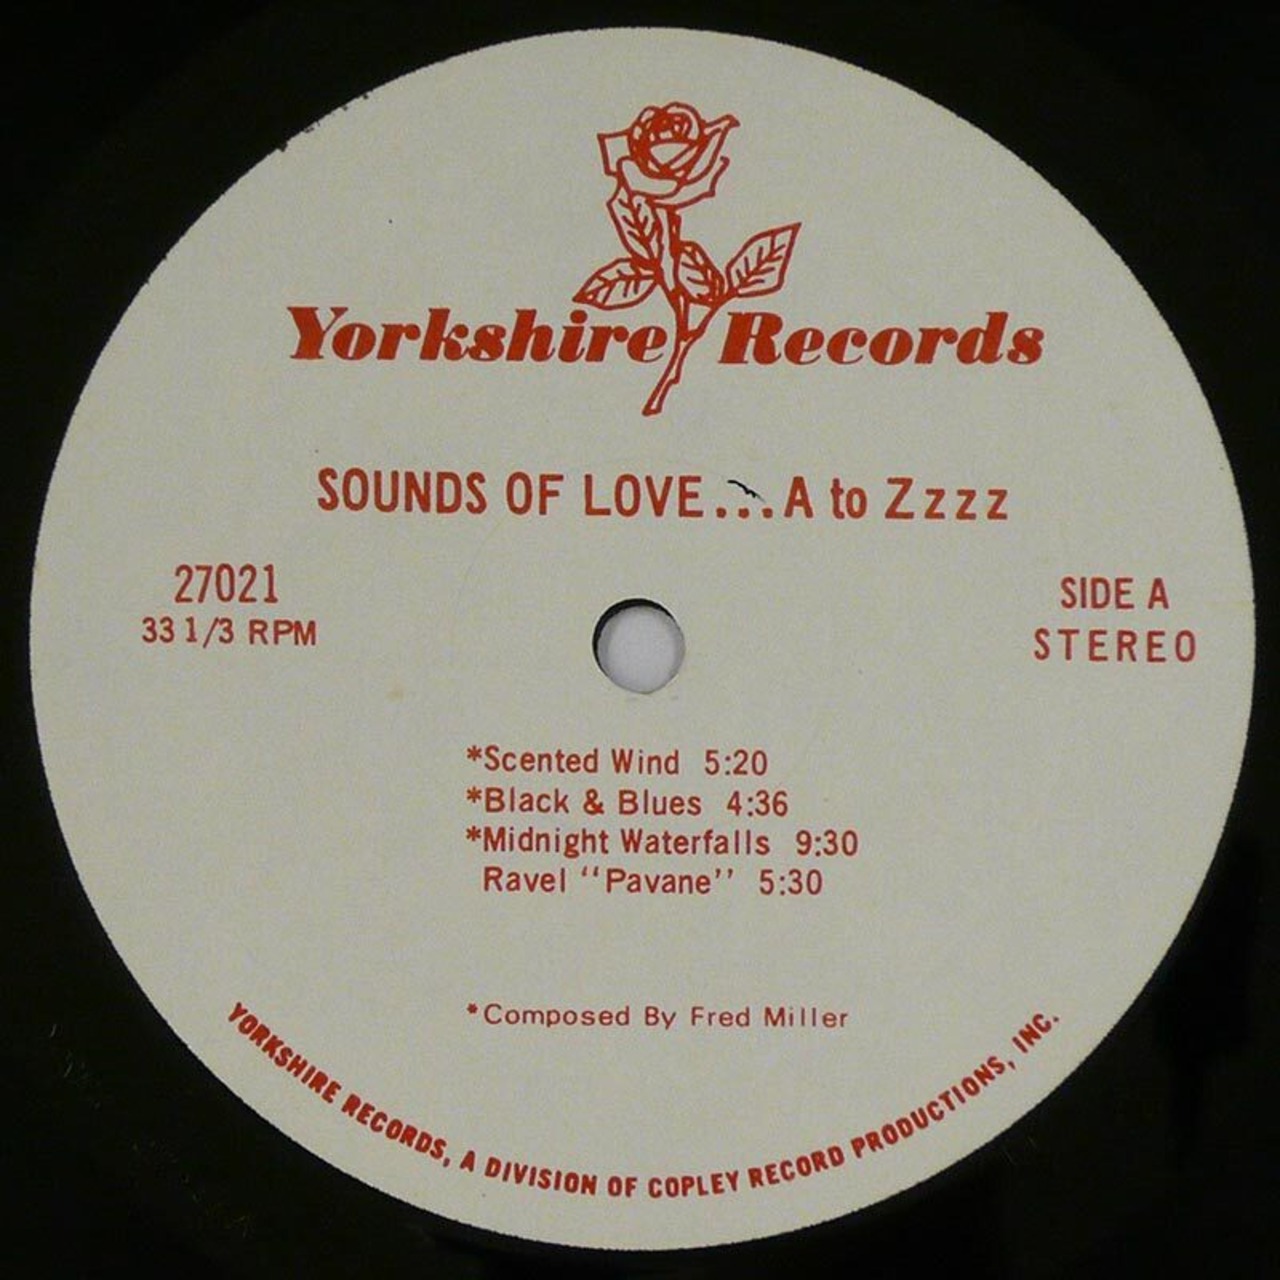 Yorkshire Records
SOUNDS OF LOVE...A to Zzzz
27021
33 1/3 RPM
SIDE A
STEREO
*Scented Wind 5:20
*Black & Blues 4:36
*Midnight Waterfalls 9:30
Ravel "Pavane" 5:30
*Composed By Fred Miller
YORKSHIRE RECORDS, A DIVISION OF COPLEY RECORD PRODUCTIONS, INC.